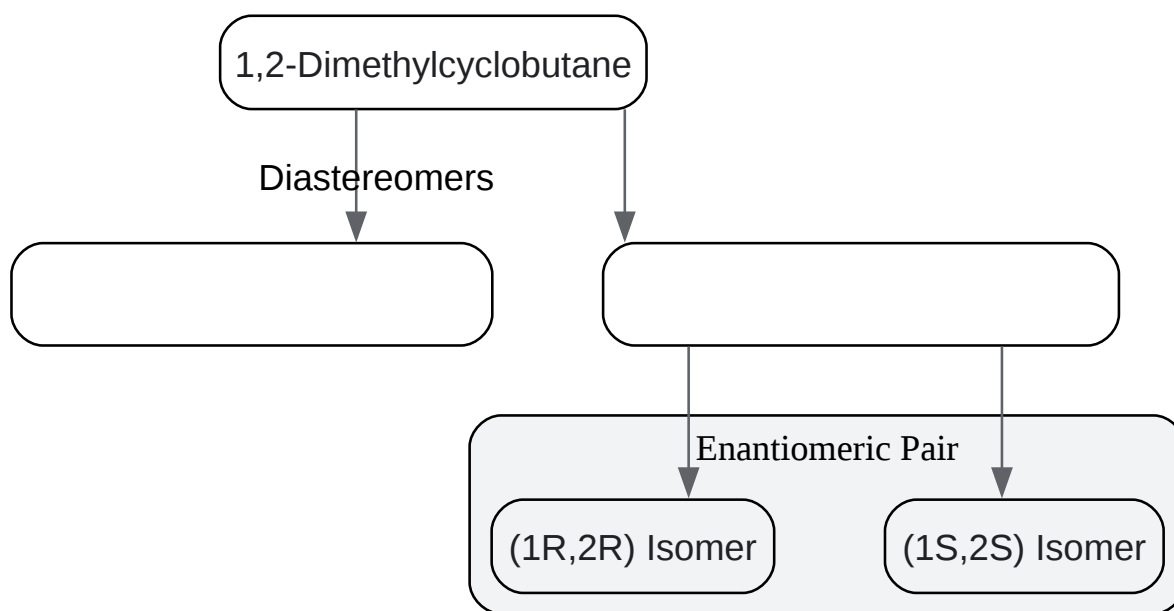 1,2-Dimethylcyclobutane
Diastereomers
Enantiomeric Pair
(1R,2R) Isomer
(1S,2S) Isomer